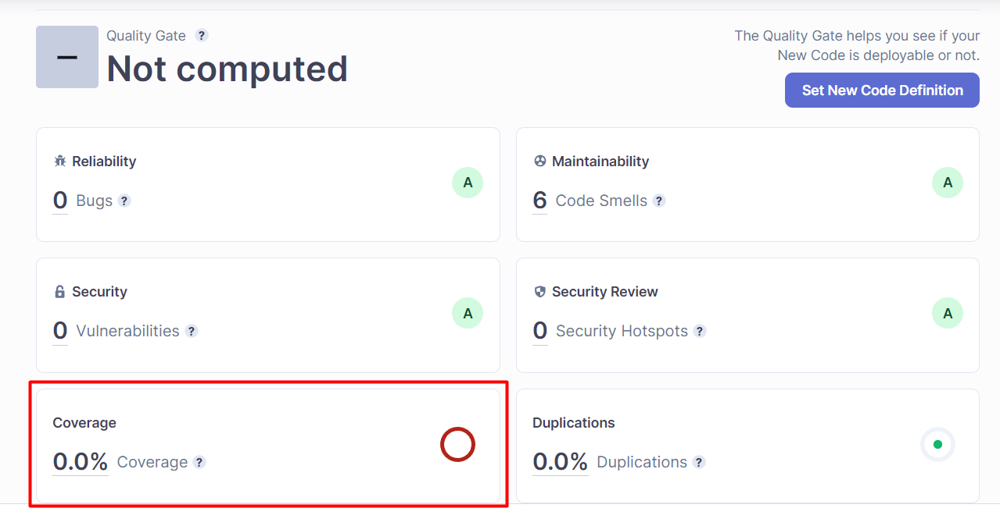 Quality Gate ?
Not computed
The Quality Gate helps you see if your
New Code is deployable or not.
Set New Code Definition
Reliability
0 Bugs ?
A
Maintainability
6 Code Smells ?
A
Security
0 Vulnerabilities ?
A
Security Review
0 Security Hotspots ?
A
Coverage
0.0% Coverage ?
Duplications
0.0% Duplications ?